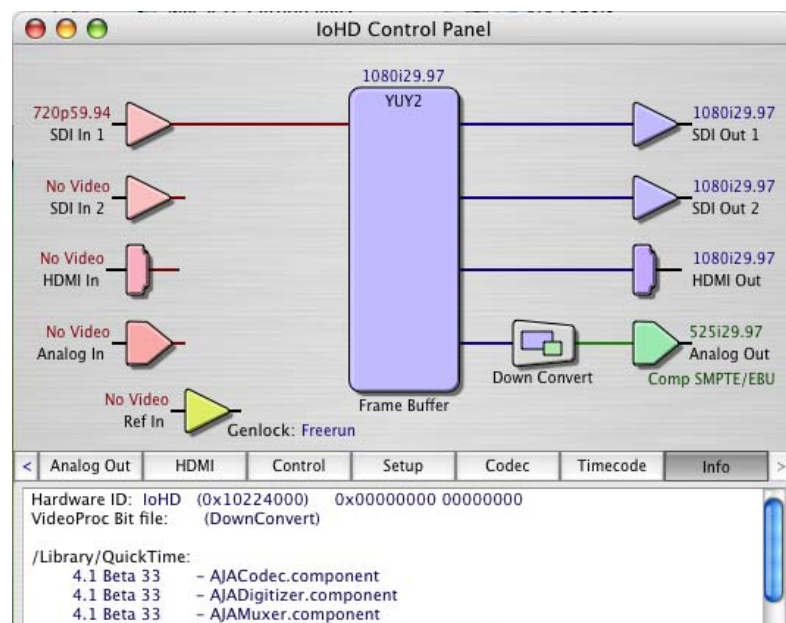 IoHD Control Panel
1080i29.97
YUY2
720p59.94
SDI In 1
1080i29.97
SDI Out 1
No Video
SDI In 2
1080i29.97
SDI Out 2
No Video
HDMI In
1080i29.97
HDMI Out
No Video
Analog In
Down Convert
525i29.97
Analog Out
Comp SMPTE/EBU
No Video
Ref In
Genlock: Freerun
Frame Buffer
< Analog Out HDMI Control Setup Codec Timecode Info >
Hardware ID: IoHD (0x10224000) 0x00000000 00000000
VideoProc Bit file: (DownConvert)
/Library/QuickTime:
4.1 Beta 33 – AJACodec.component
4.1 Beta 33 – AJADigitizer.component
4.1 Beta 33 – AJAMuxer.component